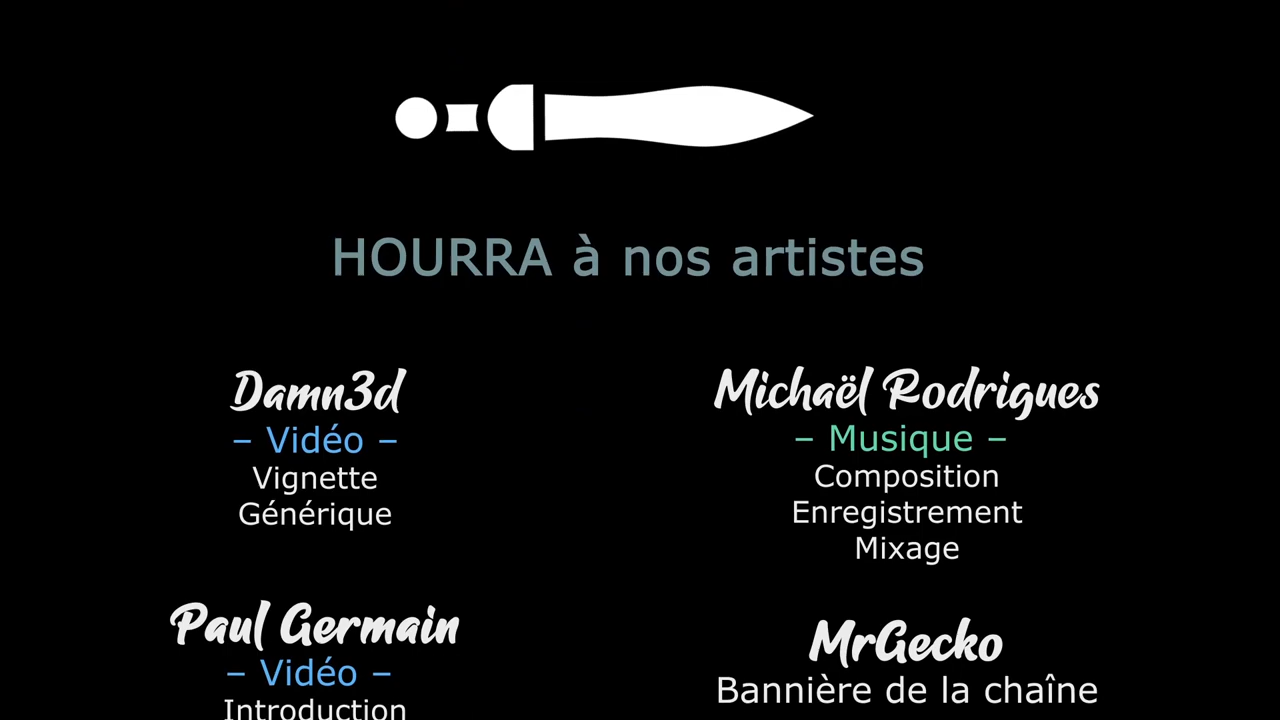 HOURRA à nos artistes
Damn3d
– Vidéo –
Vignette
Générique
Michaël Rodrigues
– Musique –
Composition
Enregistrement
Mixage
Paul Germain
– Vidéo –
Introduction
MrGecko
Bannière de la chaîne